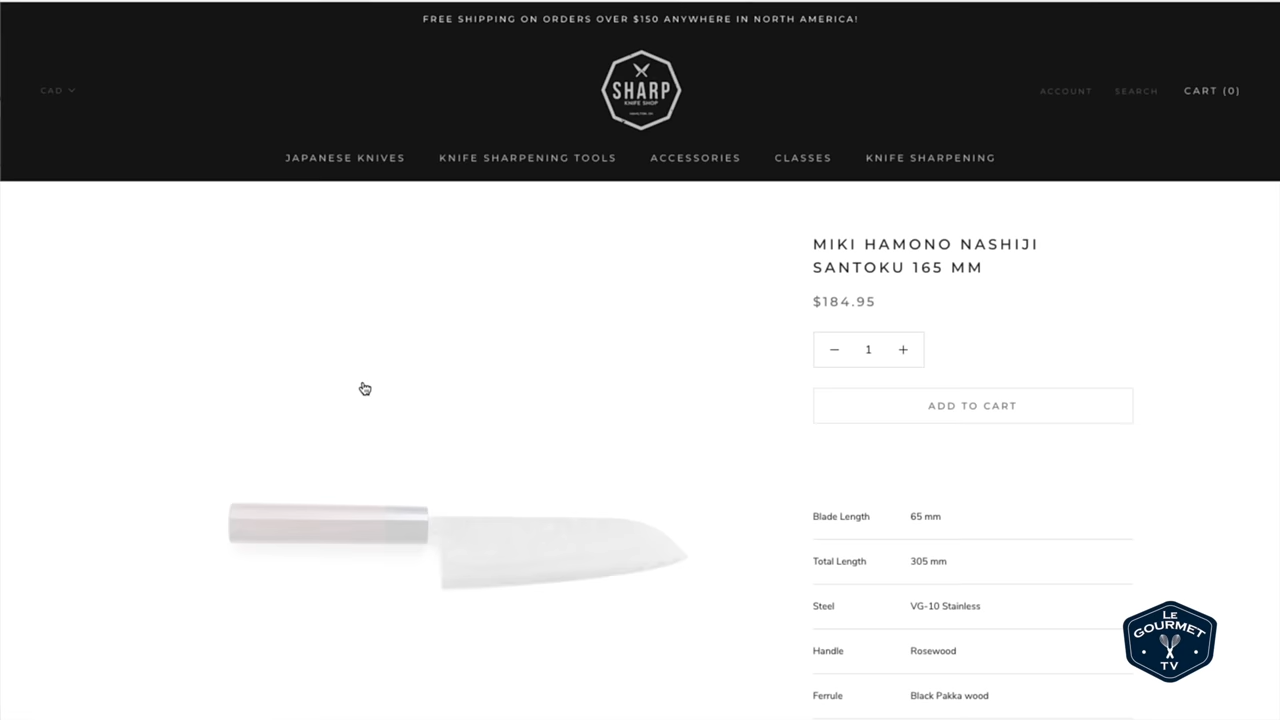 FREE SHIPPING ON ORDERS OVER $150 ANYWHERE IN NORTH AMERICA!
CAD
SHARP
KNIFE SHOP
ACCOUNT
SEARCH
CART (0)
JAPANESE KNIVES
KNIFE SHARPENING TOOLS
ACCESSORIES
CLASSES
KNIFE SHARPENING
MIKI HAMONO NASHIJI
SANTOKU 165 MM
$184.95
1
ADD TO CART
Blade Length 65 mm
Total Length 305 mm
Steel VG-10 Stainless
Handle Rosewood
Ferrule Black Pakka wood
LE
GOURMET
TV